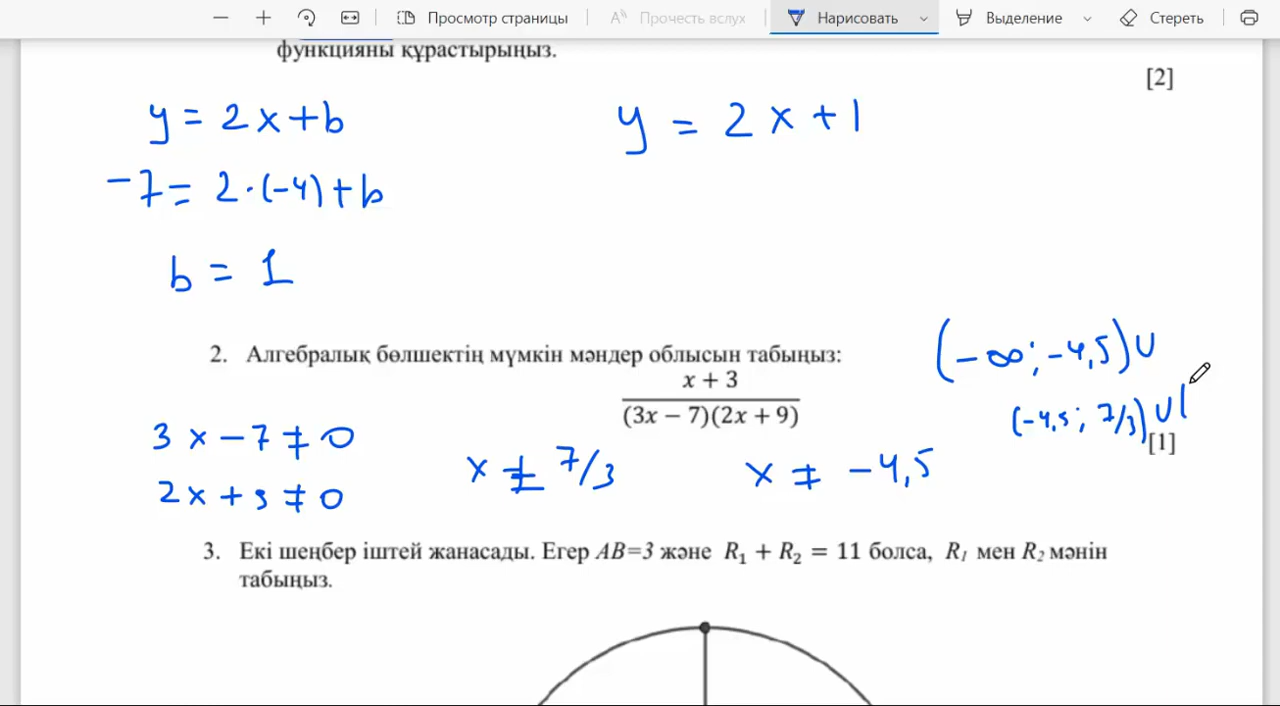 Просмотр страницы Прочесть вслух Нарисовать Выделение Стереть
функцияны құрастырыңыз.
[2]
y = 2x+b
y = 2x+1
-7= 2·(-4)+b
b = 1
2. Алгебралық бөлшектің мүмкін мәндер облысын табыңыз:
x + 3
(3x − 7)(2x + 9)
(-∞; -4,5) U
(-4,5; 7/3) U (
[1]
3x-7≠0
x ≠ 7/3
x ≠ -4,5
2x+9≠0
3. Екі шеңбер іштей жанасады. Егер AB=3 және R₁ + R₂ = 11 болса, R₁ мен R₂ мәнін
табыңыз.